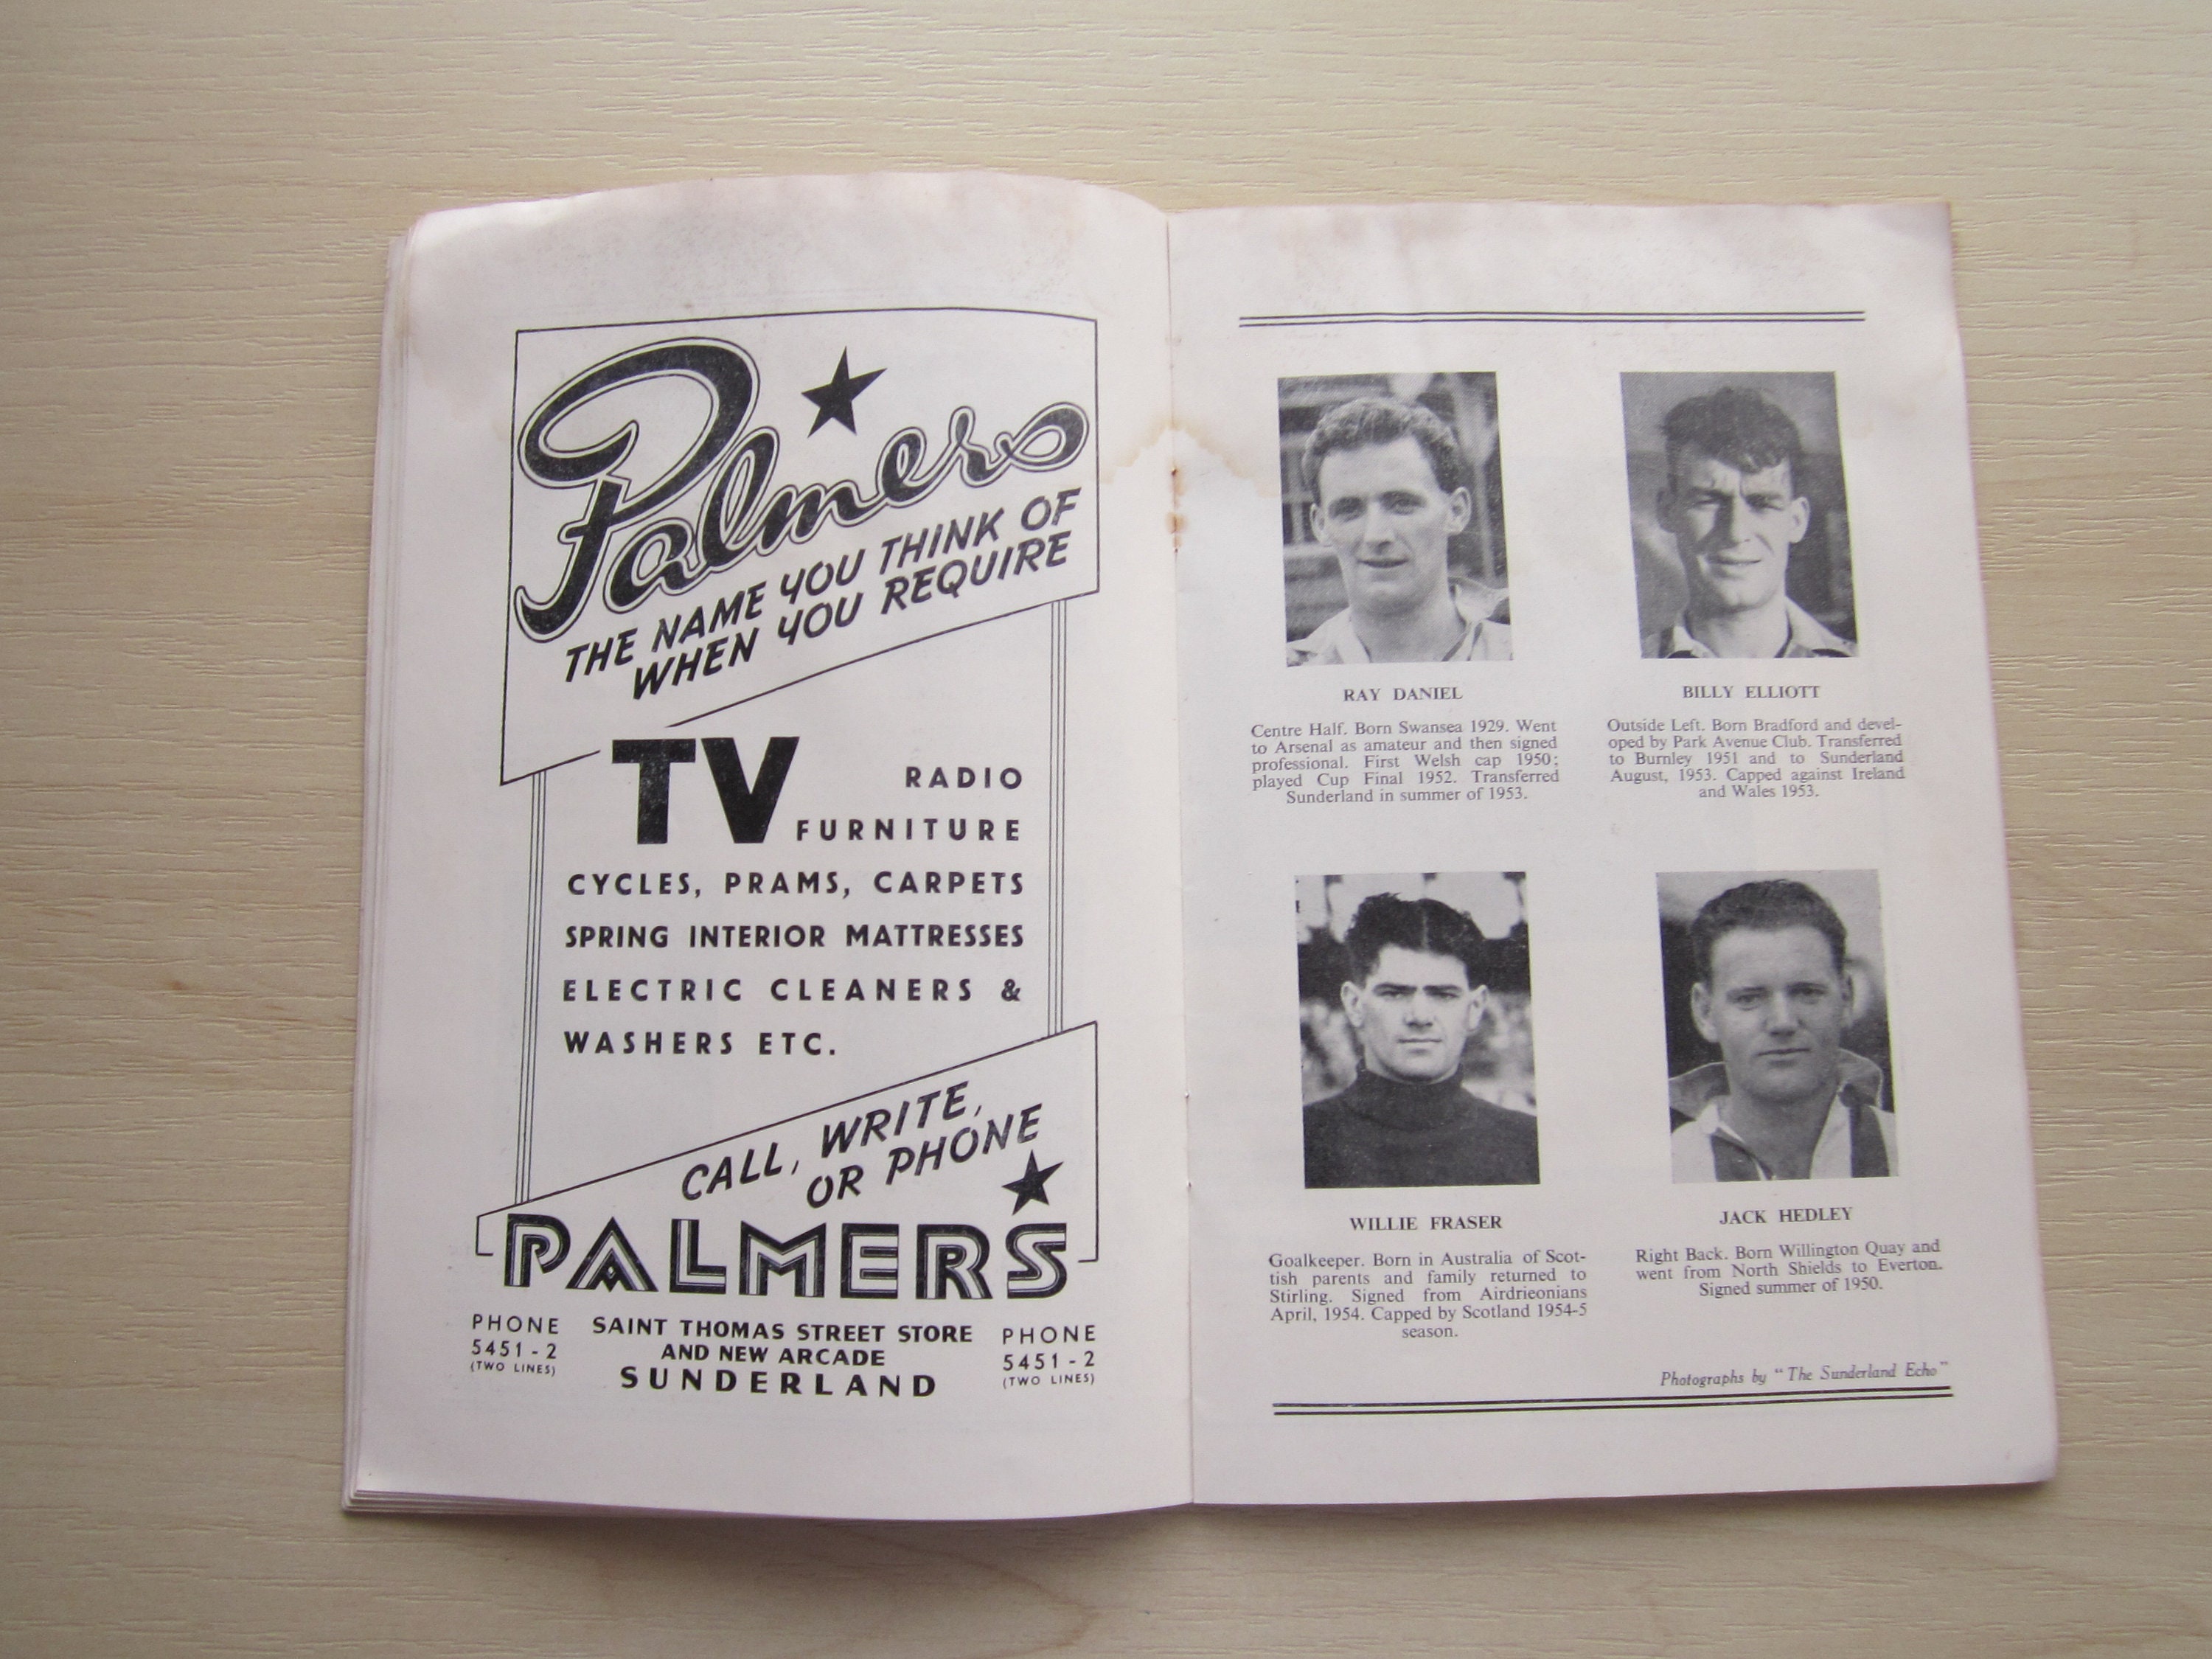 Palmers
THE NAME YOU THINK OF
WHEN YOU REQUIRE
TV
RADIO
FURNITURE
CYCLES, PRAMS, CARPETS
SPRING INTERIOR MATTRESSES
ELECTRIC CLEANERS &
WASHERS ETC.
CALL, WRITE,
OR PHONE
PALMERS
PHONE
5451-2
(TWO LINES)
SAINT THOMAS STREET STORE
AND NEW ARCADE
SUNDERLAND
PHONE
5451-2
(TWO LINES)
RAY DANIEL
Centre Half. Born Swansea 1929. Went
to Arsenal as amateur and then signed
professional. First Welsh cap 1950;
played Cup Final 1952. Transferred
Sunderland in summer of 1953.
BILLY ELLIOTT
Outside Left. Born Bradford and devel-
oped by Park Avenue Club. Transferred
to Burnley 1951 and to Sunderland
August, 1953. Capped against Ireland
and Wales 1953.
WILLIE FRASER
Goalkeeper. Born in Australia of Scot-
tish parents and family returned to
Stirling. Signed from Airdrieonians
April, 1954. Capped by Scotland 1954-5
season.
JACK HEDLEY
Right Back. Born Willington Quay and
went from North Shields to Everton.
Signed summer of 1950.
Photographs by "The Sunderland Echo"